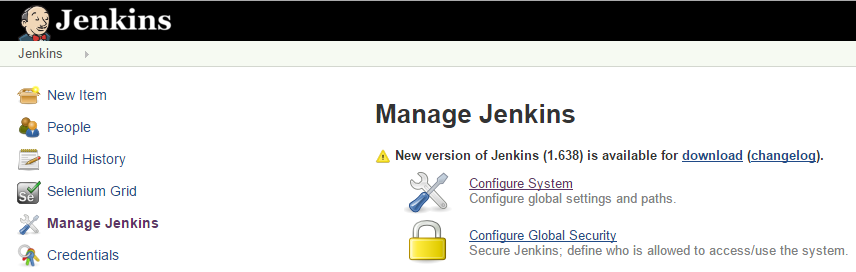 Jenkins
Jenkins
New Item
People
Build History
Se Selenium Grid
Manage Jenkins
Credentials
Manage Jenkins
New version of Jenkins (1.638) is available for download (changelog).
Configure System
Configure global settings and paths.
Configure Global Security
Secure Jenkins; define who is allowed to access/use the system.